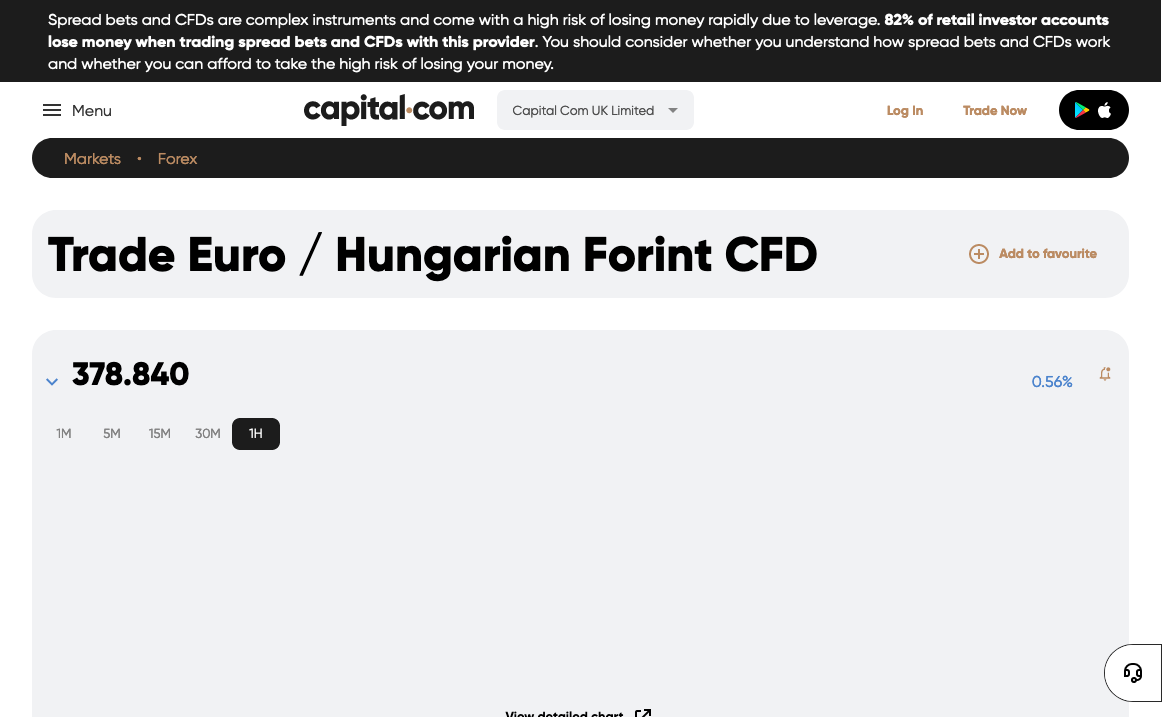 Spread bets and CFDs are complex instruments and come with a high risk of losing money rapidly due to leverage. 82% of retail investor accounts
lose money when trading spread bets and CFDs with this provider. You should consider whether you understand how spread bets and CFDs work
and whether you can afford to take the high risk of losing your money.
Menu
capital.com
Capital Com UK Limited
Log In
Trade Now
Markets • Forex
Trade Euro / Hungarian Forint CFD
Add to favourite
378.840
0.56%
1M 5M 15M 30M 1H
View detailed chart